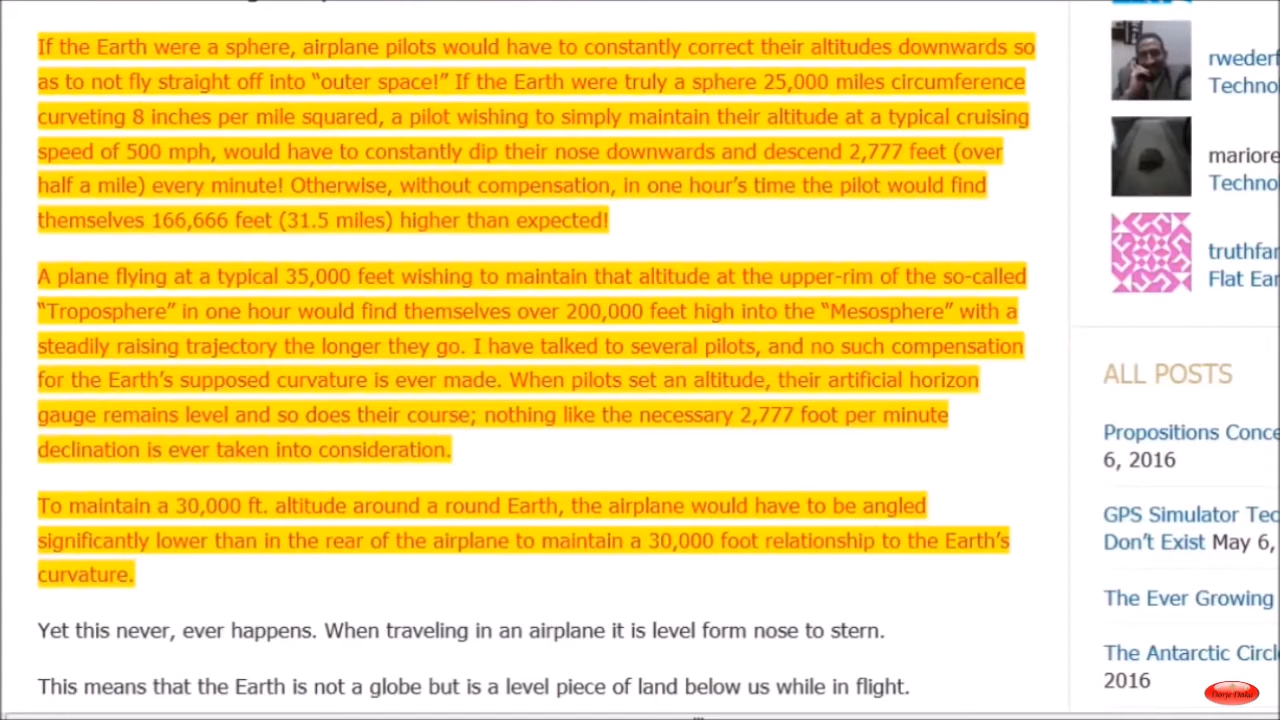 If the Earth were a sphere, airplane pilots would have to constantly correct their altitudes downwards so
as to not fly straight off into “outer space!” If the Earth were truly a sphere 25,000 miles circumference
curveting 8 inches per mile squared, a pilot wishing to simply maintain their altitude at a typical cruising
speed of 500 mph, would have to constantly dip their nose downwards and descend 2,777 feet (over
half a mile) every minute! Otherwise, without compensation, in one hour’s time the pilot would find
themselves 166,666 feet (31.5 miles) higher than expected!
A plane flying at a typical 35,000 feet wishing to maintain that altitude at the upper-rim of the so-called
“Troposphere” in one hour would find themselves over 200,000 feet high into the “Mesosphere” with a
steadily raising trajectory the longer they go. I have talked to several pilots, and no such compensation
for the Earth’s supposed curvature is ever made. When pilots set an altitude, their artificial horizon
gauge remains level and so does their course; nothing like the necessary 2,777 foot per minute
declination is ever taken into consideration.
To maintain a 30,000 ft. altitude around a round Earth, the airplane would have to be angled
significantly lower than in the rear of the airplane to maintain a 30,000 foot relationship to the Earth’s
curvature.
Yet this never, ever happens. When traveling in an airplane it is level form nose to stern.
This means that the Earth is not a globe but is a level piece of land below us while in flight.
rwedert
Techno
mariore
Techno
truthfar
Flat Ear
ALL POSTS
Propositions Conce
6, 2016
GPS Simulator Tec
Don’t Exist May 6,
The Ever Growing
The Antarctic Circl
2016